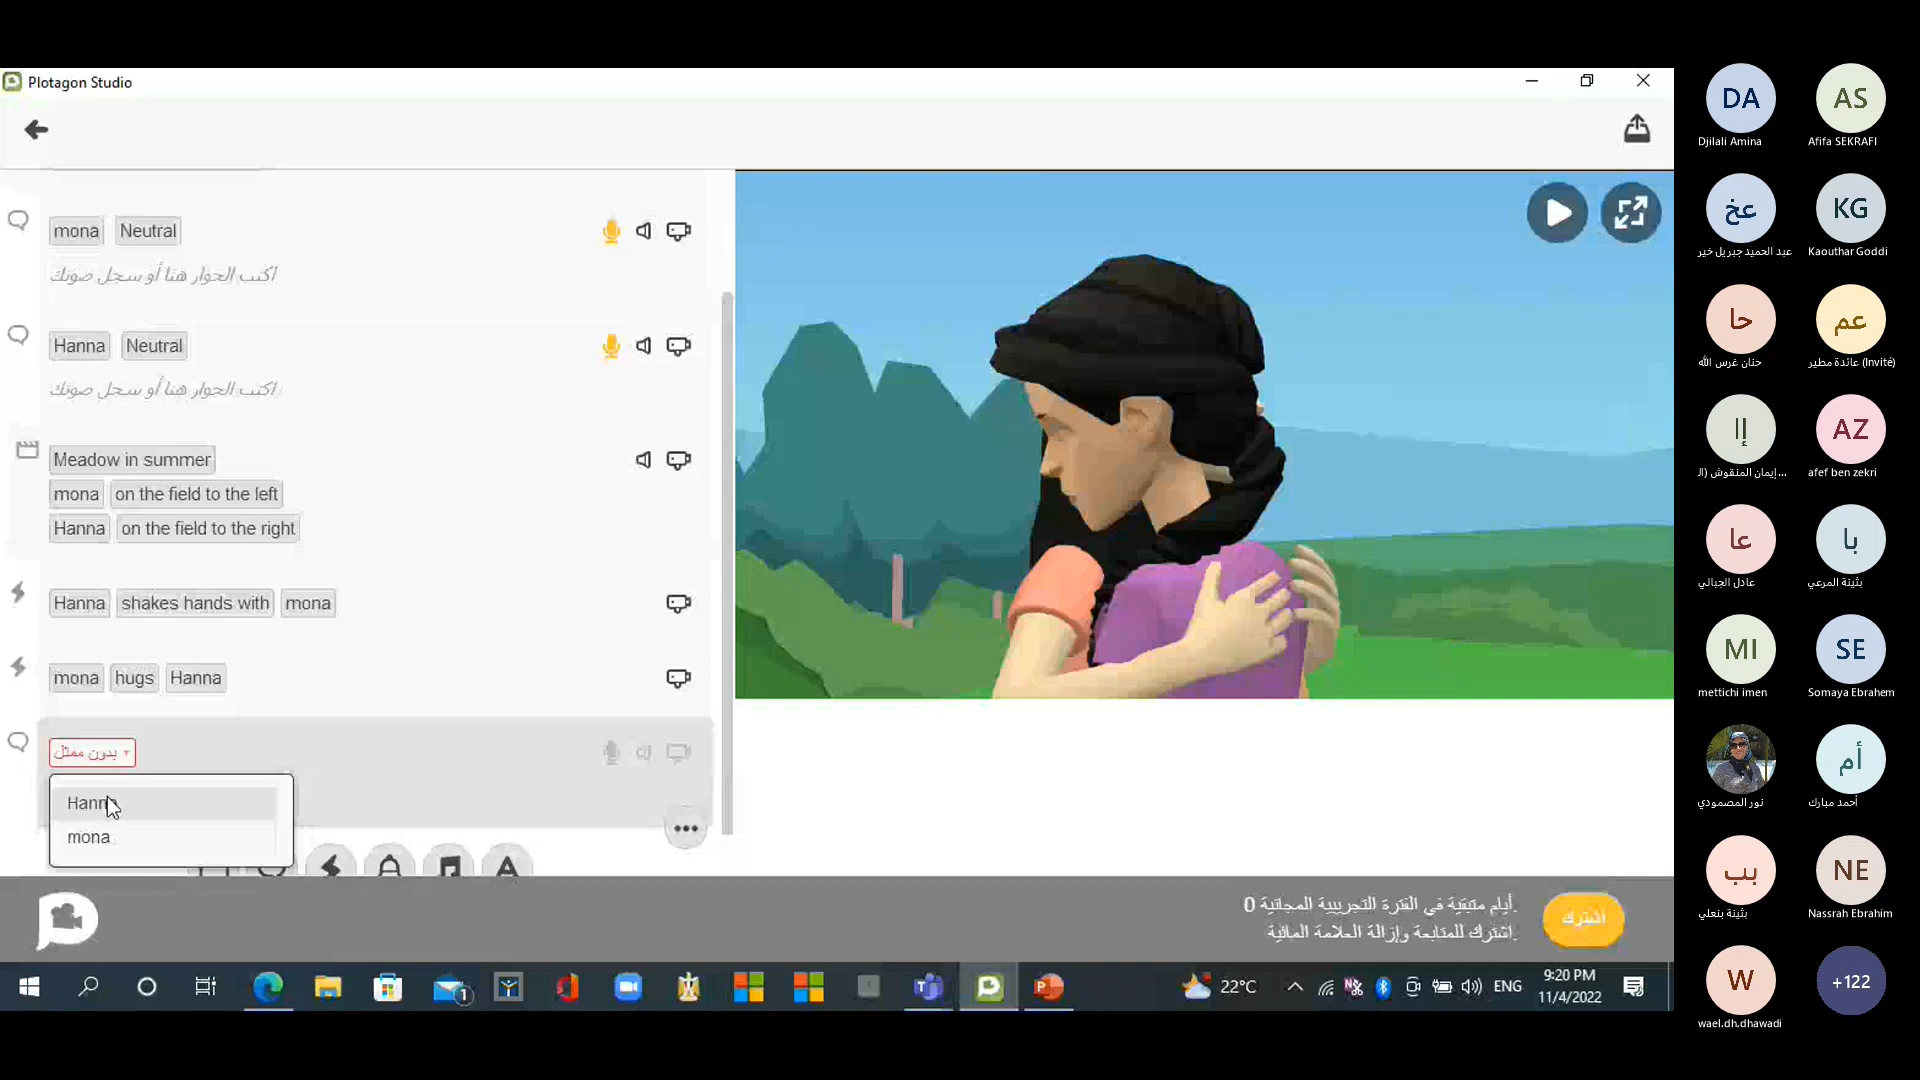 Plotagon Studio
mona Neutral
اكتب الحوار هنا أو سجل صوتك
Hanna Neutral
اكتب الحوار هنا أو سجل صوتك
Meadow in summer
mona on the field to the left
Hanna on the field to the right
Hanna shakes hands with mona
mona hugs Hanna
بدون ممثل
Hanna
mona
أيام متبقية في الفترة التجريبية المجانية 0.
اشترك للمتابعة وإزالة العلامة المائية.
اشترك
1
22°C
ENG
9:20 PM
11/4/2022
DA
Djilali Amina
AS
Afifa SEKRAFI
عخ
عبد الحميد جبريل خير
KG
Kaouthar Goddi
حا
حنان غرس الله
عم
عائدة مطير (Invité)
إا
إيمان المنقوش (ال...
AZ
afef ben zekri
عا
عادل الجبالي
با
بثينة المرعي
MI
mettichi imen
SE
Somaya Ebrahem
نور المصمودي
أم
أحمد مبارك
بب
بثينة بنعلي
NE
Nassrah Ebrahim
W
wael.dh.dhawadi
+122